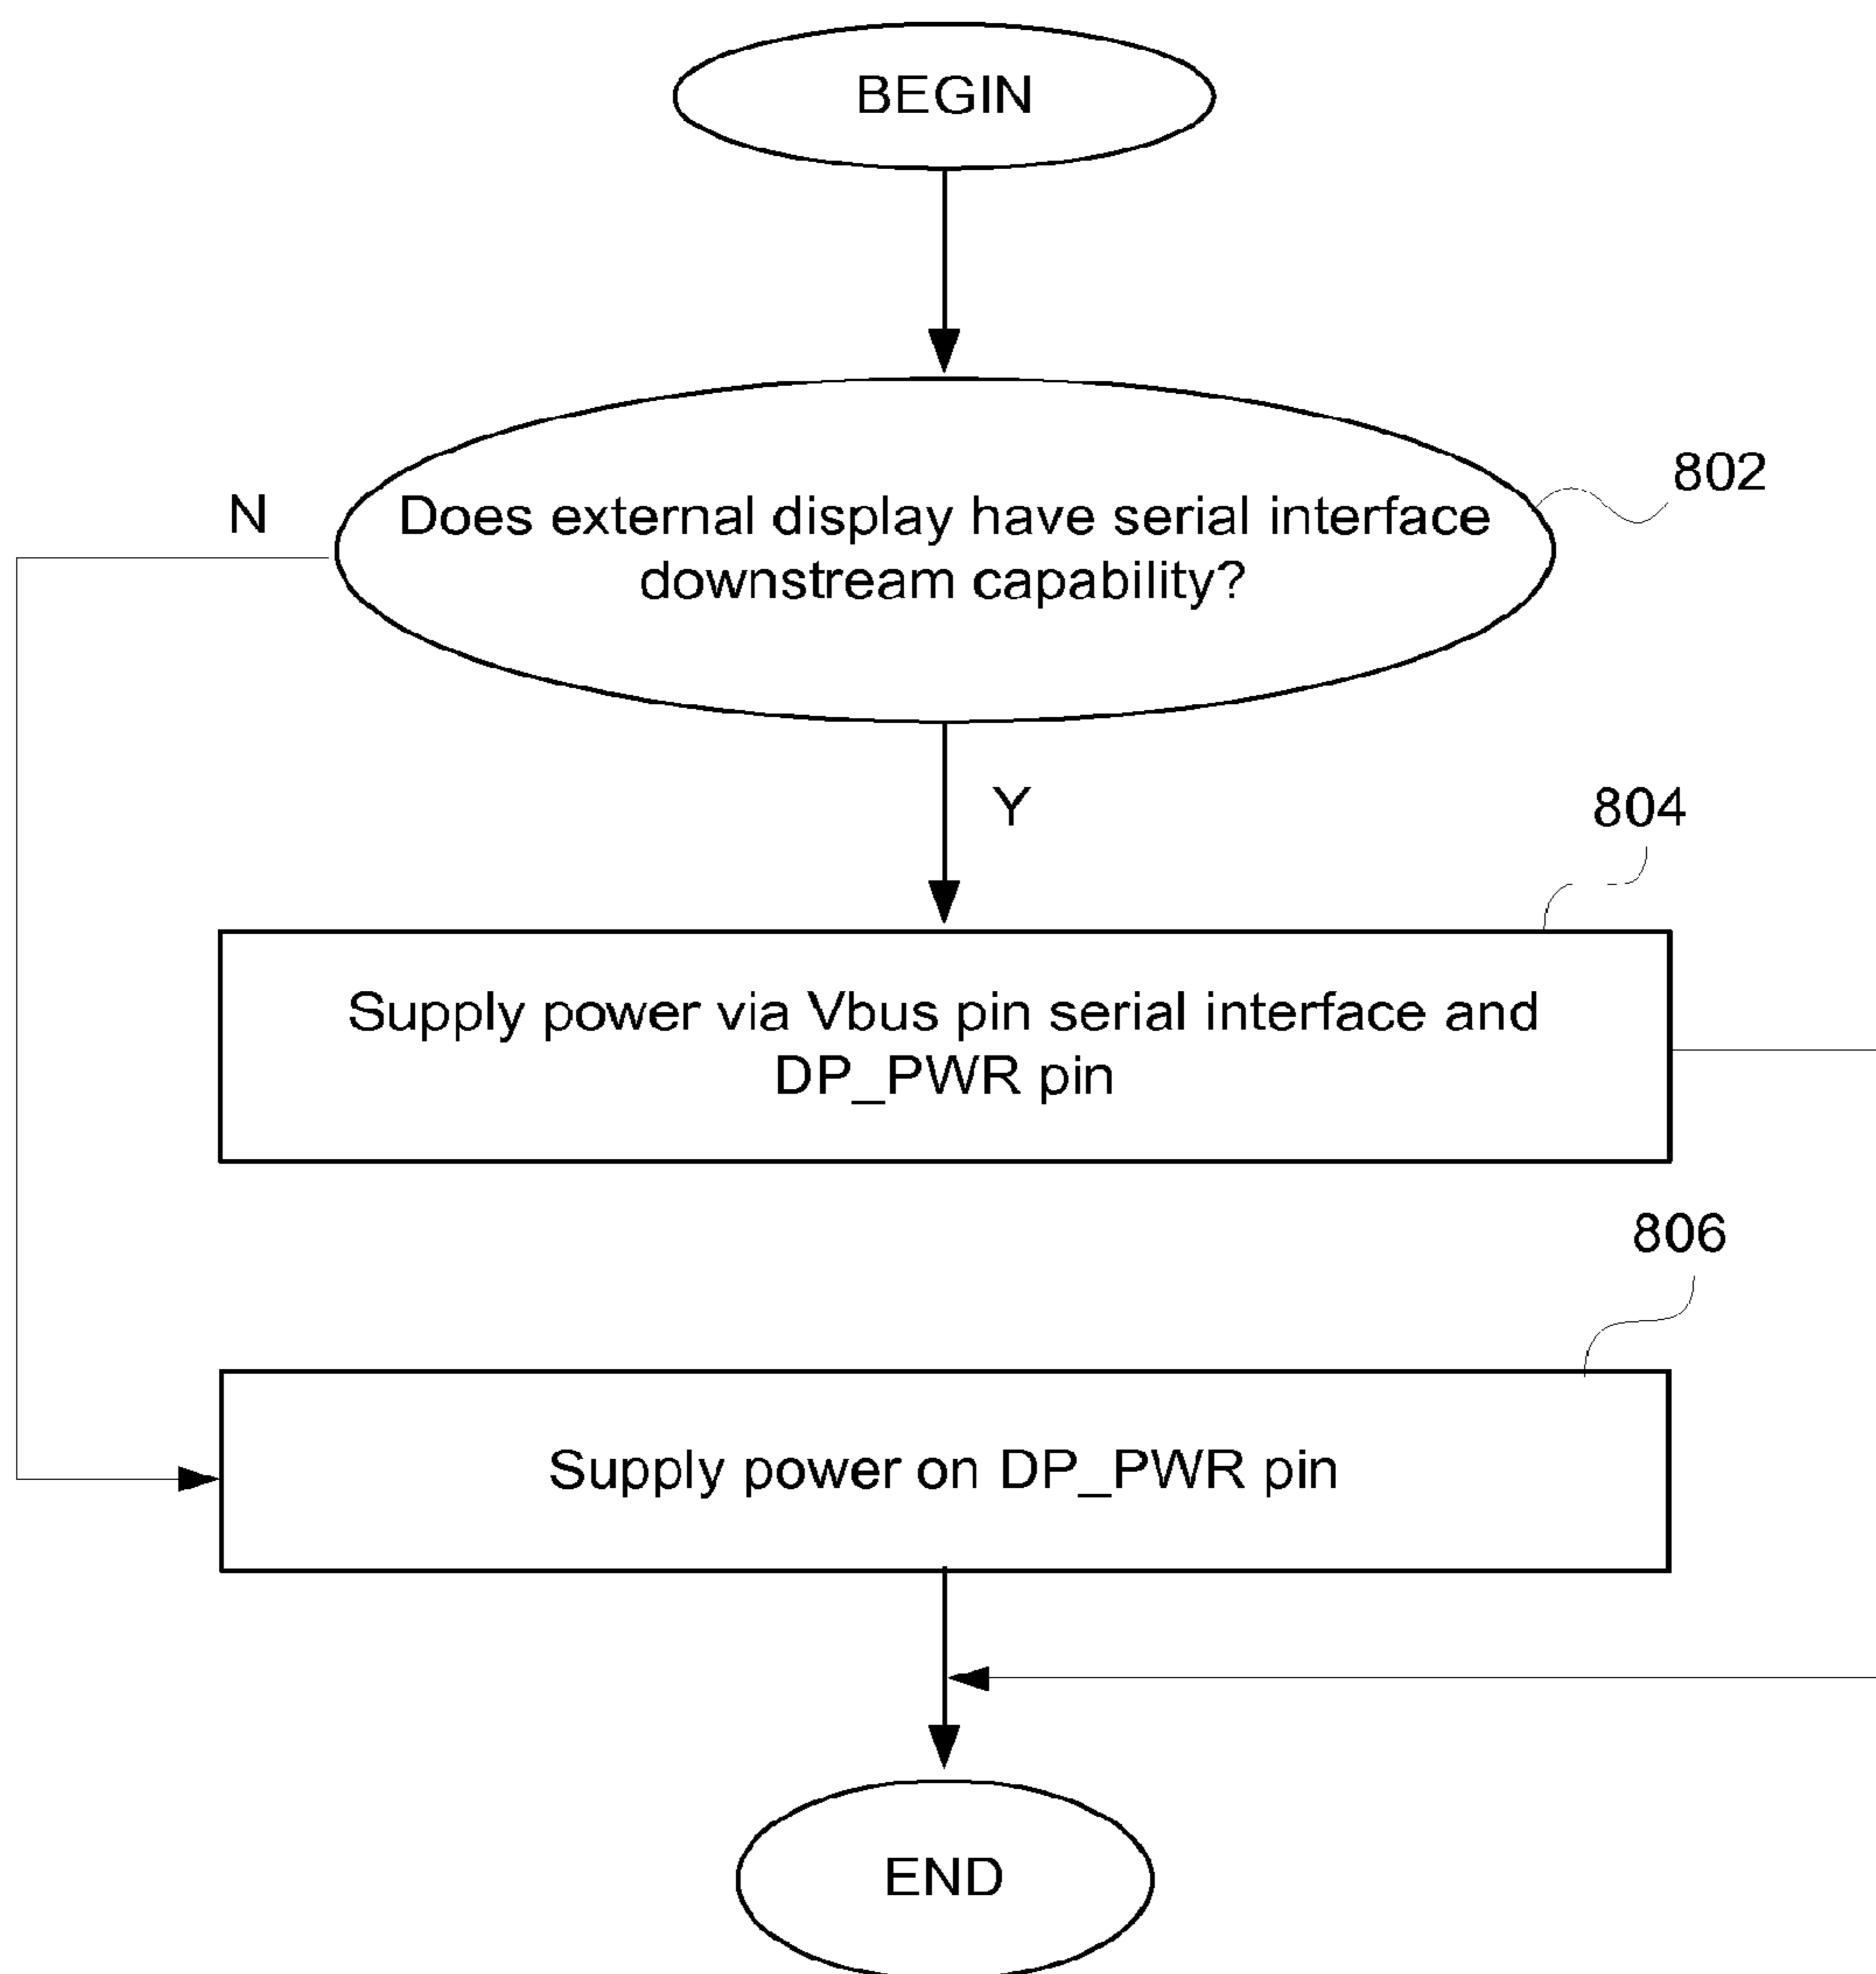 BEGIN
802
N
Does external display have serial interface
downstream capability?
Y
804
Supply power via Vbus pin serial interface and
DP_PWR pin
806
Supply power on DP_PWR pin
END